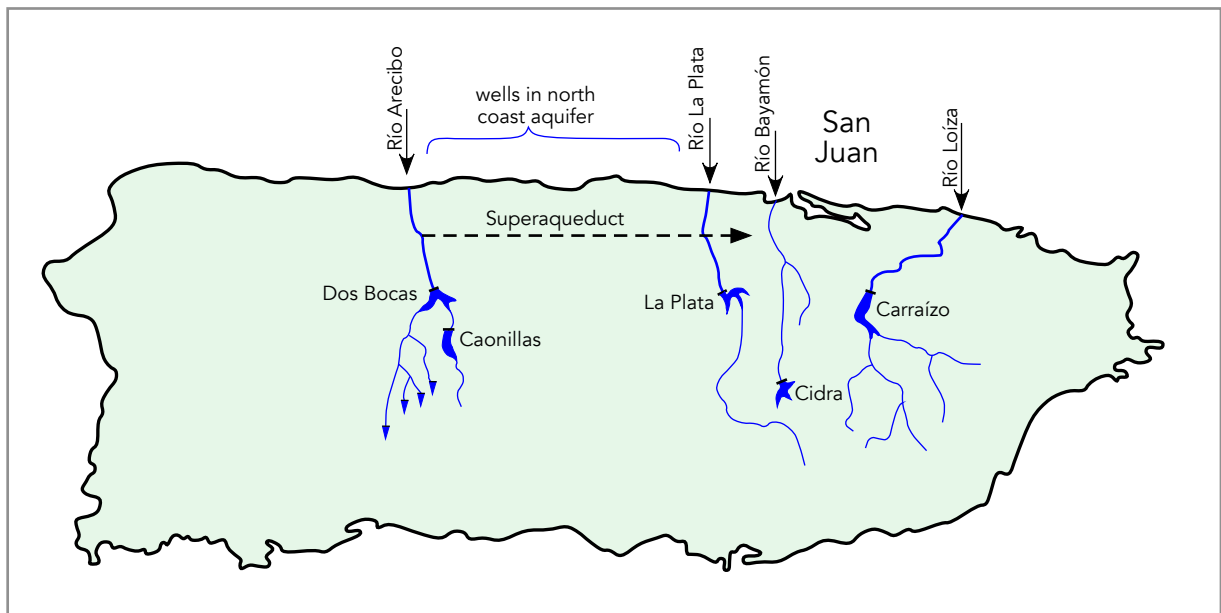 Río Arecibo
wells in north
coast aquifer
Río La Plata
Río Bayamón
San
Juan
Río Loíza
Superaqueduct
Dos Bocas
La Plata
Carraízo
Caonillas
Cidra